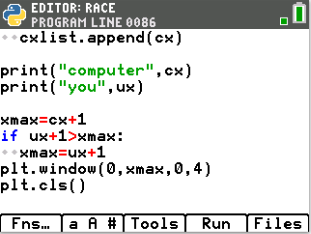 EDITOR: RACE
PROGRAM LINE 0086
··cxlist.append(cx)
print("computer",cx)
print("you",ux)
xmax=cx+1
if ux+1>xmax:
··xmax=ux+1
plt.window(0,xmax,0,4)
plt.cls()
Fns… a A # Tools Run Files